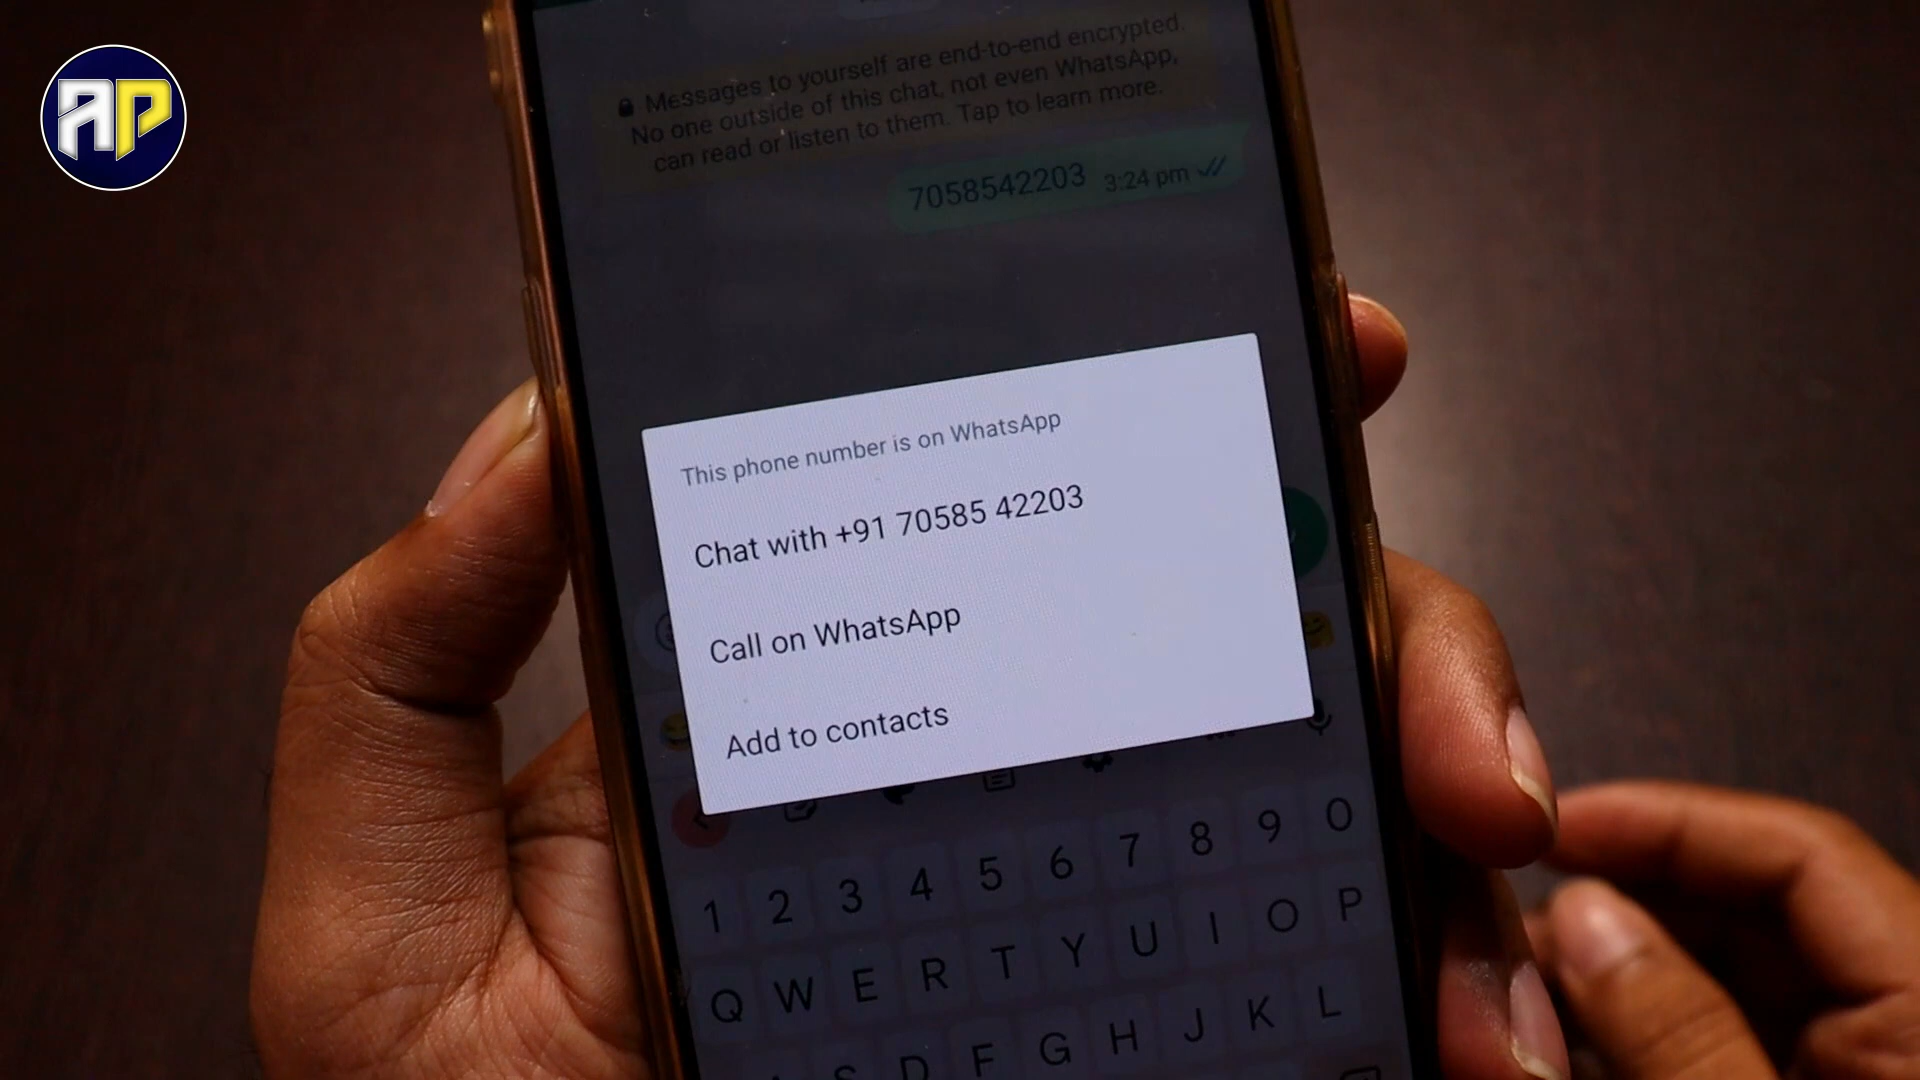 AP
Messages to yourself are end-to-end encrypted.
No one outside of this chat, not even WhatsApp,
can read or listen to them. Tap to learn more.
7058542203 3:24 pm
This phone number is on WhatsApp
Chat with +91 70585 42203
Call on WhatsApp
Add to contacts
1 2 3 4 5 6 7 8 9 0
Q W E R T Y U I O P
S D F G H J K L